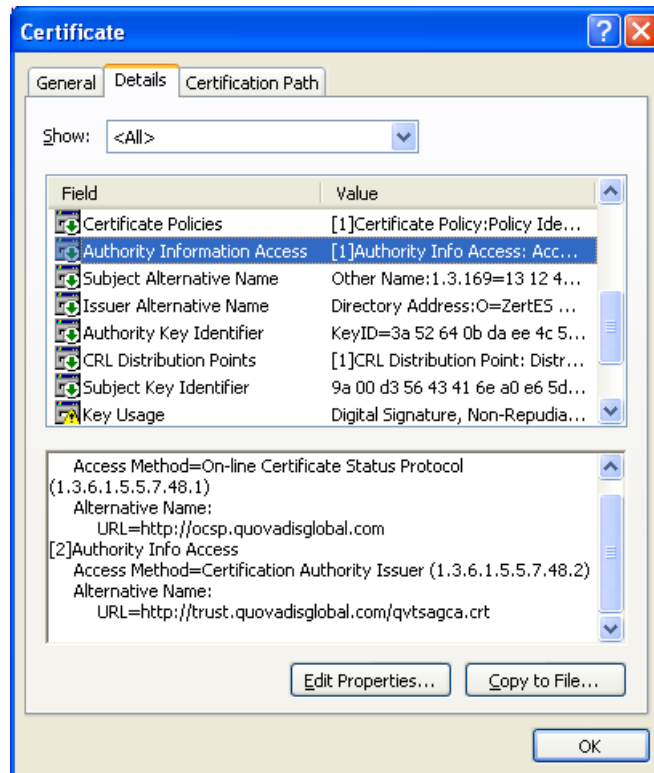 Certificate
General Details Certification Path
Show: <All>
Field Value
Certificate Policies [1]Certificate Policy:Policy Ide...
Authority Information Access [1]Authority Info Access: Acc...
Subject Alternative Name Other Name:1.3.169=13 12 4...
Issuer Alternative Name Directory Address:O=ZertES ...
Authority Key Identifier KeyID=3a 52 64 0b da ee 4c 5...
CRL Distribution Points [1]CRL Distribution Point: Distr...
Subject Key Identifier 9a 00 d3 56 43 41 6e a0 e6 5d...
Key Usage Digital Signature, Non-Repudia...
Access Method=On-line Certificate Status Protocol
(1.3.6.1.5.5.7.48.1)
Alternative Name:
URL=http://ocsp.quovadisglobal.com
[2]Authority Info Access
Access Method=Certification Authority Issuer (1.3.6.1.5.5.7.48.2)
Alternative Name:
URL=http://trust.quovadisglobal.com/qvtsagca.crt
Edit Properties... Copy to File...
OK